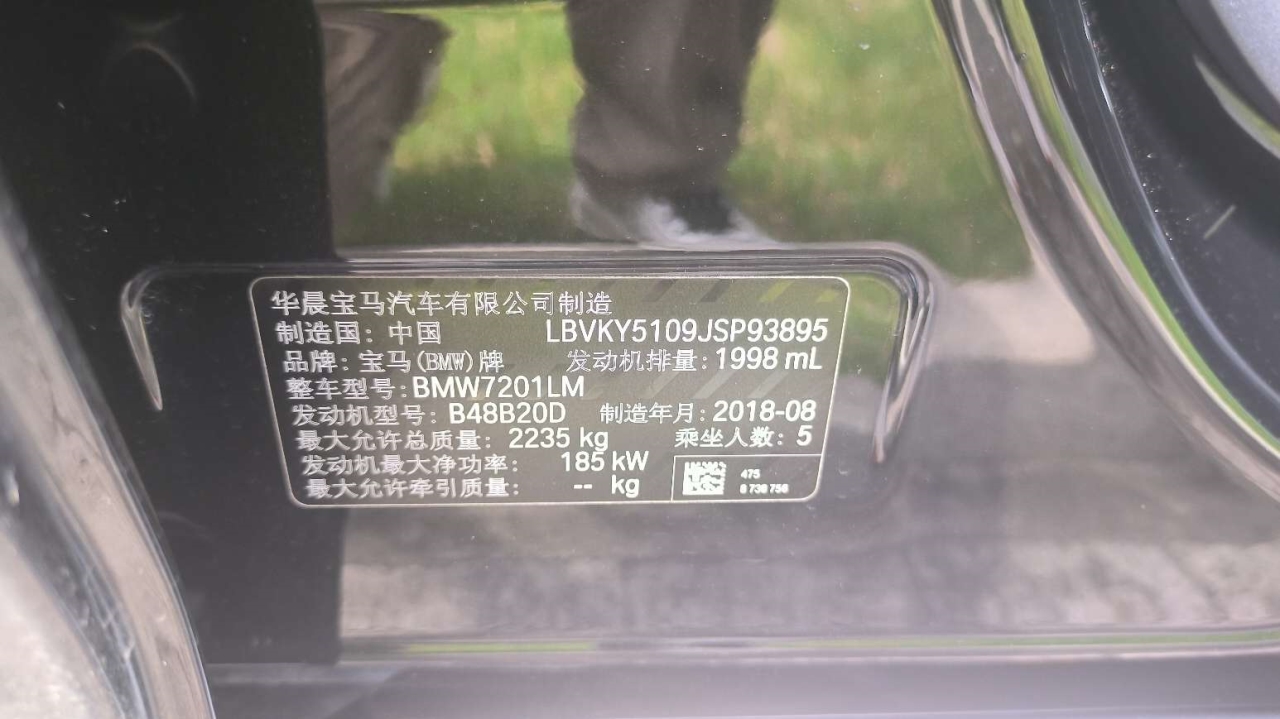 华晨宝马汽车有限公司制造
制造国: 中国 LBVKY5109JSP93895
品牌: 宝马(BMW)牌 发动机排量: 1998 mL
整车型号: BMW7201LM
发动机型号: B48B20D 制造年月: 2018-08
最大允许总质量: 2235 kg 乘坐人数: 5
发动机最大净功率: 185 kW
最大允许牵引质量: -- kg
475
8 738 756